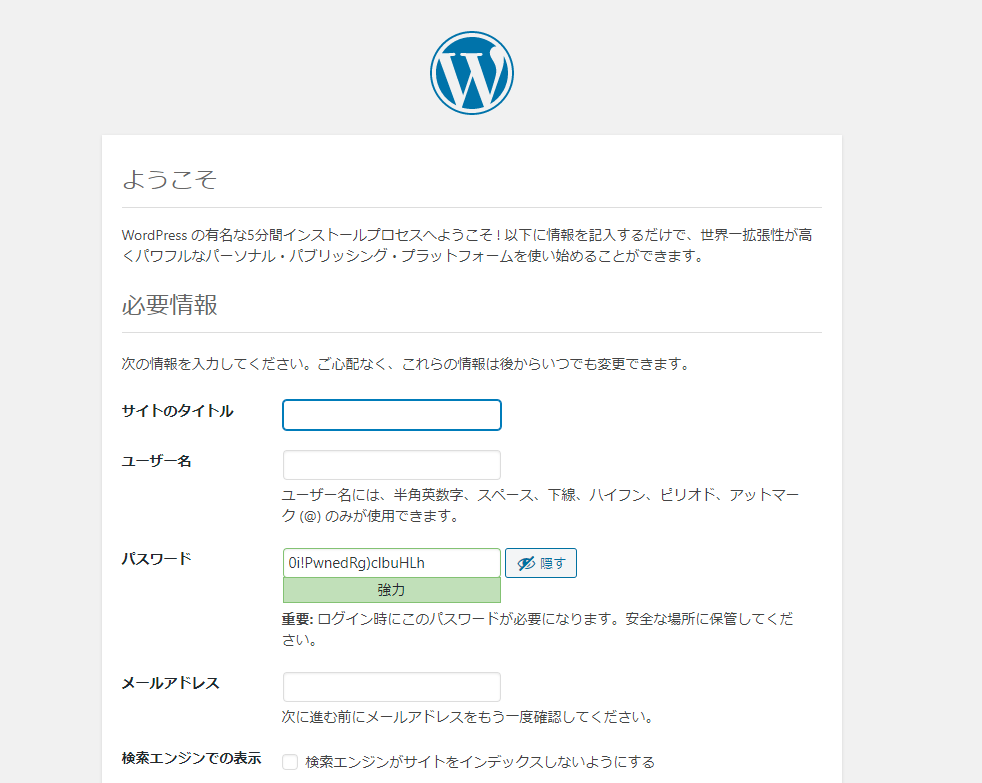 ようこそ
WordPress の有名な5分間インストールプロセスへようこそ ! 以下に情報を記入するだけで、世界一拡張性が高
くパワフルなパーソナル・パブリッシング・プラットフォームを使い始めることができます。
必要情報
次の情報を入力してください。ご心配なく、これらの情報は後からいつでも変更できます。
サイトのタイトル
ユーザー名
ユーザー名には、半角英数字、スペース、下線、ハイフン、ピリオド、アットマー
ク (@) のみが使用できます。
パスワード
0i!PwnedRg)cIbuHLh
隠す
強力
重要: ログイン時にこのパスワードが必要になります。安全な場所に保管してくだ
さい。
メールアドレス
次に進む前にメールアドレスをもう一度確認してください。
検索エンジンでの表示
検索エンジンがサイトをインデックスしないようにする